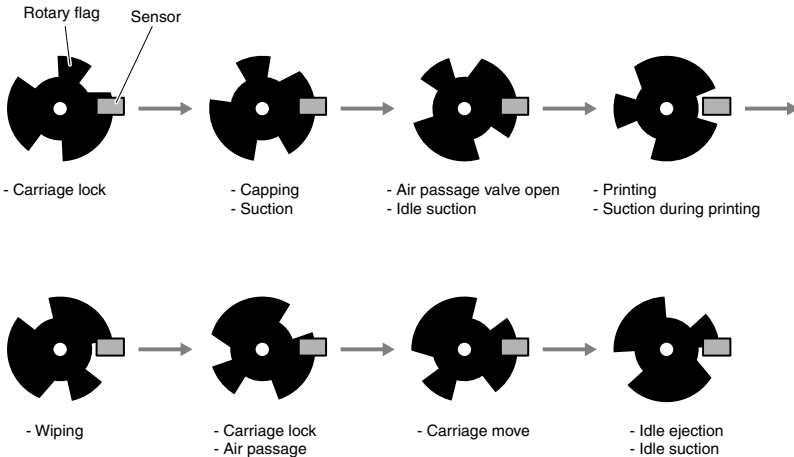 Rotary flag
Sensor
- Carriage lock
- Capping
- Suction
- Air passage valve open
- Idle suction
- Printing
- Suction during printing
- Wiping
- Carriage lock
- Air passage
- Carriage move
- Idle ejection
- Idle suction